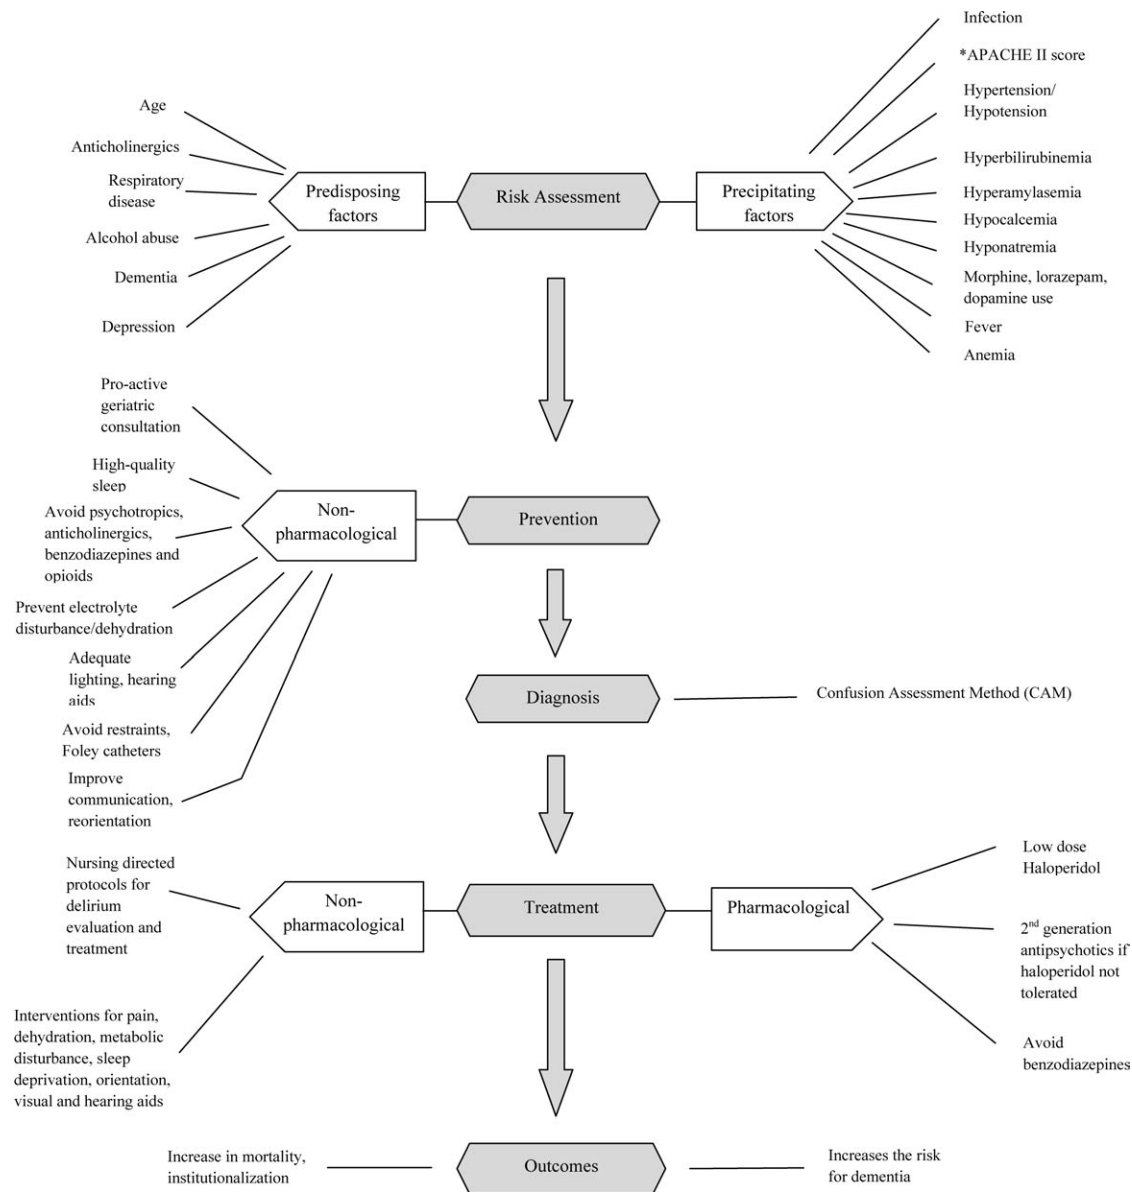 Infection
*APACHE II score
Hypertension/
Hypotension
Hyperbilirubinemia
Hyperamylasemia
Hypocalcemia
Hyponatremia
Morphine, lorazepam,
dopamine use
Fever
Anemia
Age
Anticholinergics
Respiratory
disease
Alcohol abuse
Dementia
Depression
Predisposing
factors
Risk Assessment
Precipitating
factors
Pro-active
geriatric
consultation
High-quality
sleep
Avoid psychotropics,
anticholinergics,
benzodiazepines and
opioids
Prevent electrolyte
disturbance/dehydration
Adequate
lighting, hearing
aids
Avoid restraints,
Foley catheters
Improve
communication,
reorientation
Non-
pharmacological
Prevention
Diagnosis
Confusion Assessment Method (CAM)
Nursing directed
protocols for
delirium
evaluation and
treatment
Interventions for pain,
dehydration, metabolic
disturbance, sleep
deprivation, orientation,
visual and hearing aids
Non-
pharmacological
Treatment
Pharmacological
Low dose
Haloperidol
2nd generation
antipsychotics if
haloperidol not
tolerated
Avoid
benzodiazepines
Increase in mortality,
institutionalization
Outcomes
Increases the risk
for dementia